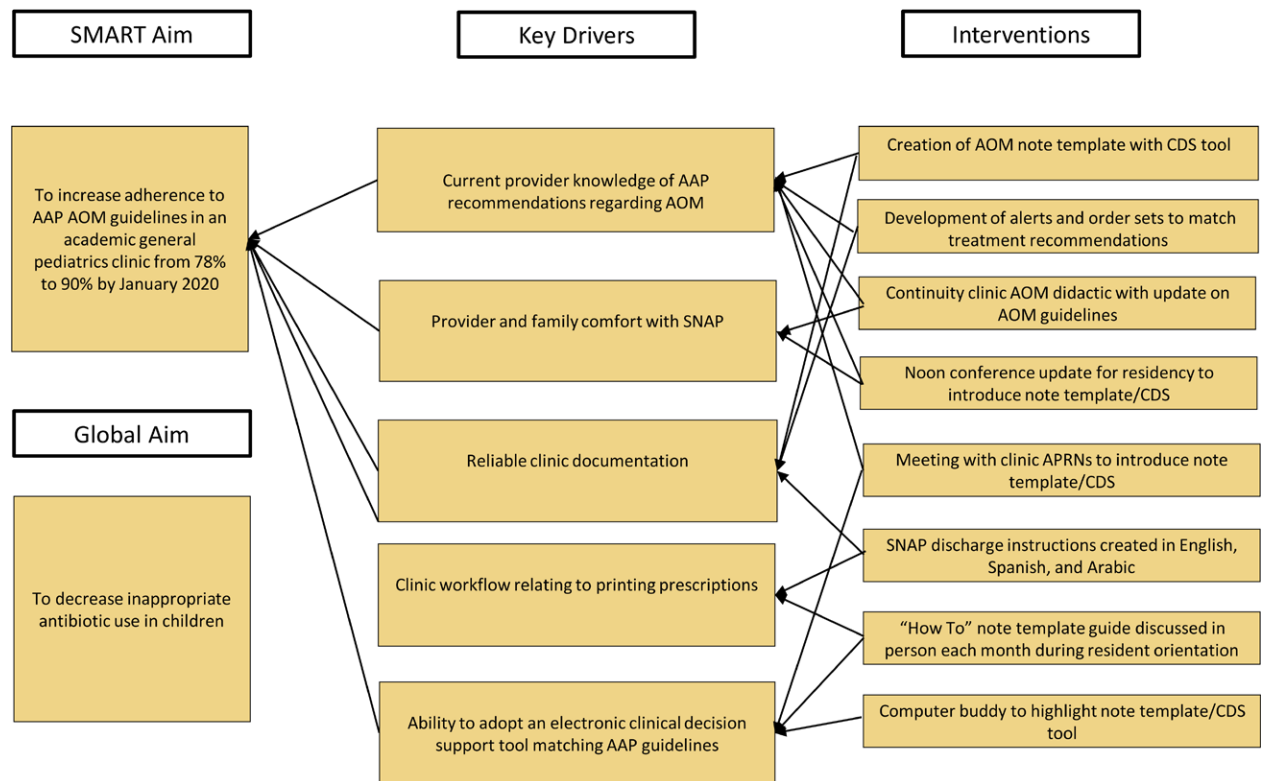 SMART Aim
Key Drivers
Interventions
To increase adherence to
AAP AOM guidelines in an
academic general
pediatrics clinic from 78%
to 90% by January 2020
Global Aim
To decrease inappropriate
antibiotic use in children
Current provider knowledge of AAP
recommendations regarding AOM
Provider and family comfort with SNAP
Reliable clinic documentation
Clinic workflow relating to printing prescriptions
Ability to adopt an electronic clinical decision
support tool matching AAP guidelines
Creation of AOM note template with CDS tool
Development of alerts and order sets to match
treatment recommendations
Continuity clinic AOM didactic with update on
AOM guidelines
Noon conference update for residency to
introduce note template/CDS
Meeting with clinic APRNs to introduce note
template/CDS
SNAP discharge instructions created in English,
Spanish, and Arabic
“How To” note template guide discussed in
person each month during resident orientation
Computer buddy to highlight note template/CDS
tool